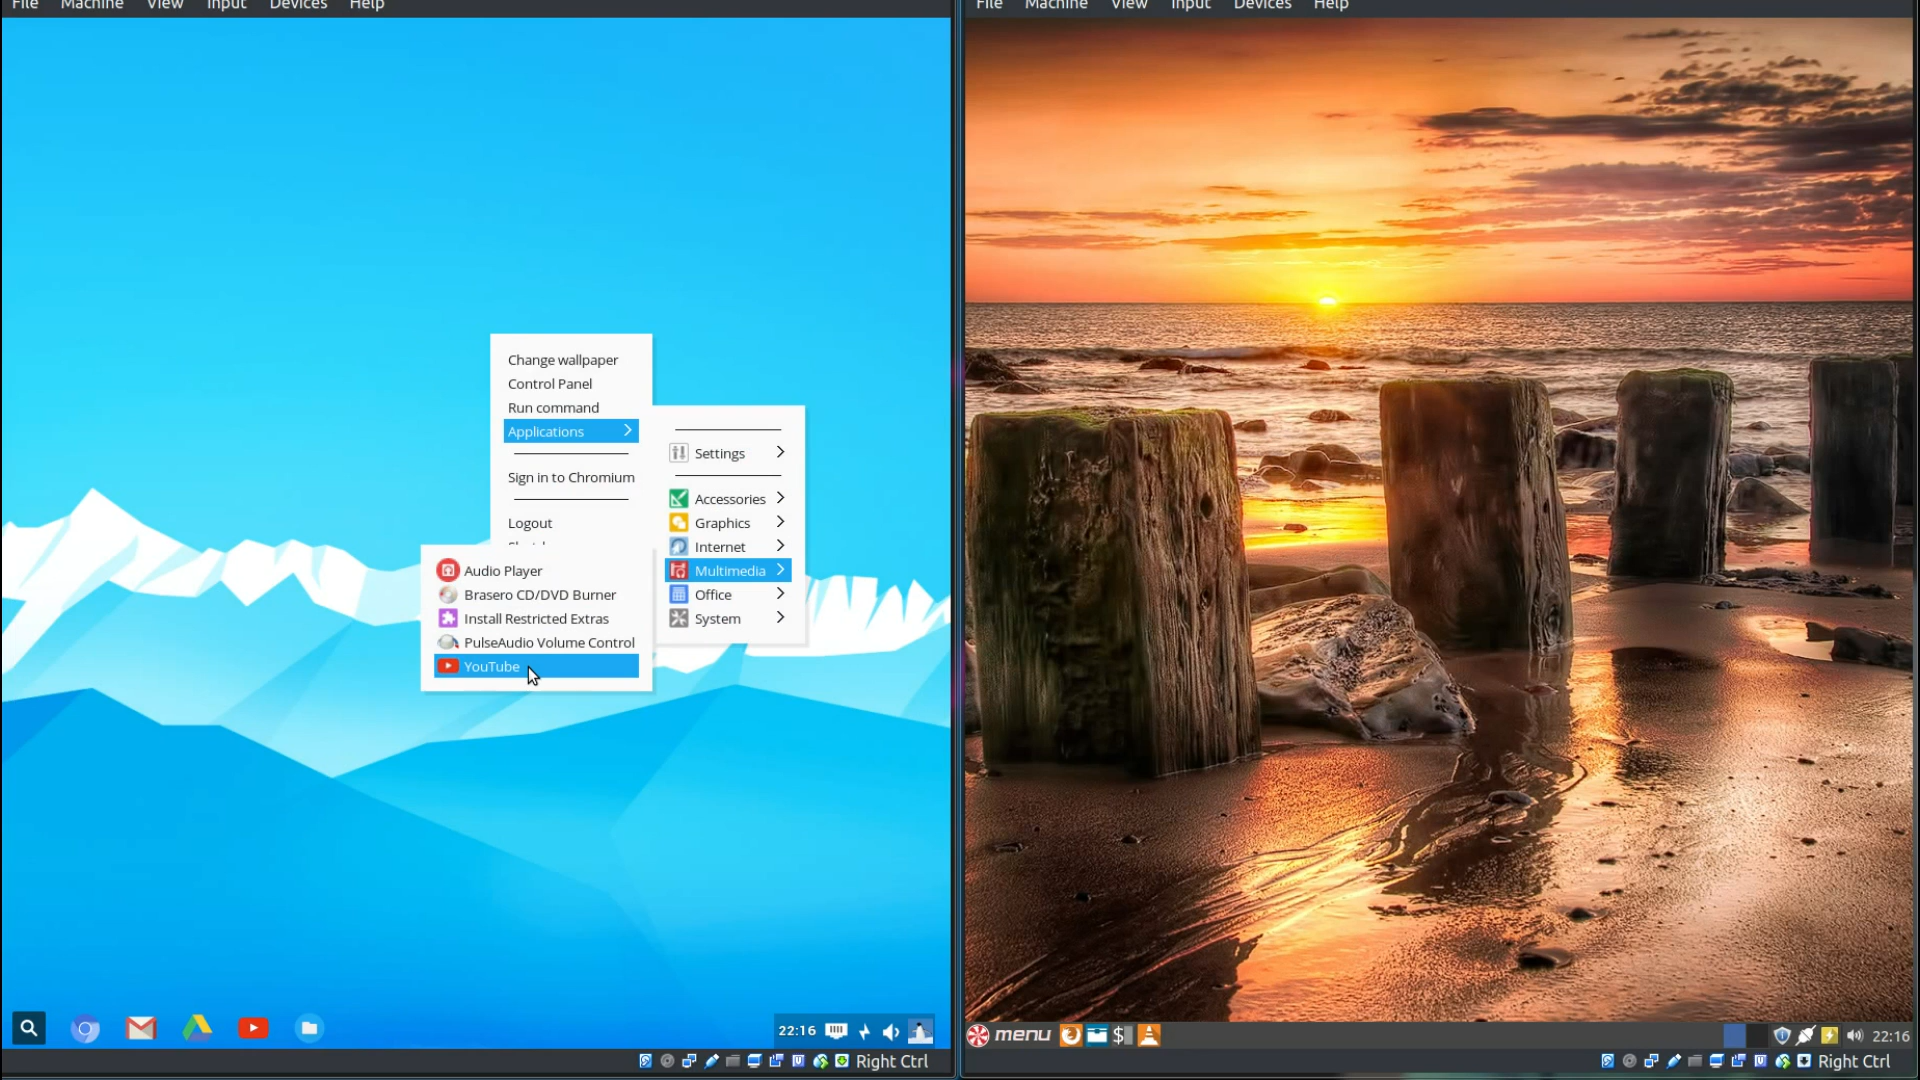 File Machine View Input Devices Help
File Machine View Input Devices Help
Change wallpaper
Control Panel
Run command
Applications
Sign in to Chromium
Logout
Settings
Accessories
Graphics
Internet
Multimedia
Office
System
Audio Player
Brasero CD/DVD Burner
Install Restricted Extras
PulseAudio Volume Control
YouTube
22:16
Right Ctrl
menu
22:16
Right Ctrl